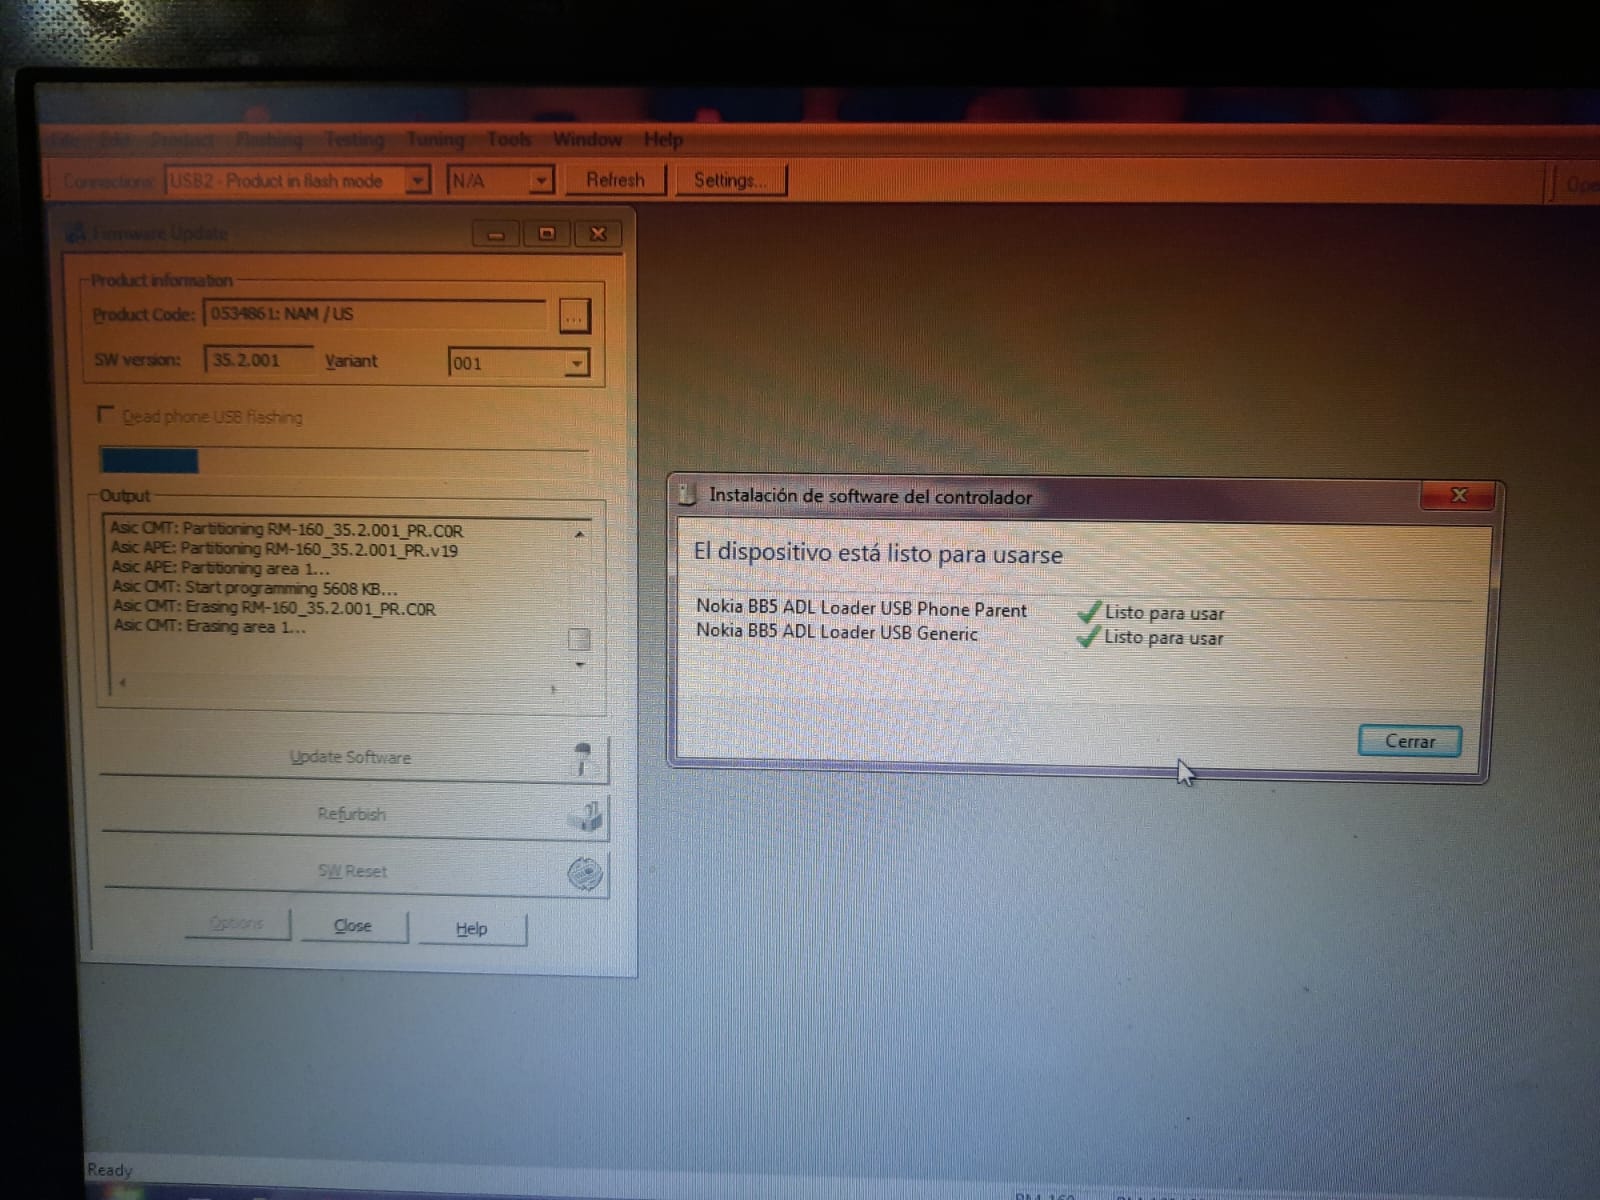 File Edit Product Flashing Testing Tuning Tools Window Help
Connections: USB2 - Product in flash mode N/A Refresh Settings...
Firmware Update
Product information
Product Code: 0534861: NAM / US ...
SW version: 35.2.001 Variant 001
Dead phone USB flashing
Output
Asic CMT: Partitioning RM-160_35.2.001_PR.C0R
Asic APE: Partitioning RM-160_35.2.001_PR.v19
Asic APE: Partitioning area 1...
Asic CMT: Start programming 5608 KB...
Asic CMT: Erasing RM-160_35.2.001_PR.C0R
Asic CMT: Erasing area 1...
Update Software
Refurbish
SW Reset
Options Close Help
Instalación de software del controlador
El dispositivo está listo para usarse
Nokia BB5 ADL Loader USB Phone Parent Listo para usar
Nokia BB5 ADL Loader USB Generic Listo para usar
Cerrar
Ready